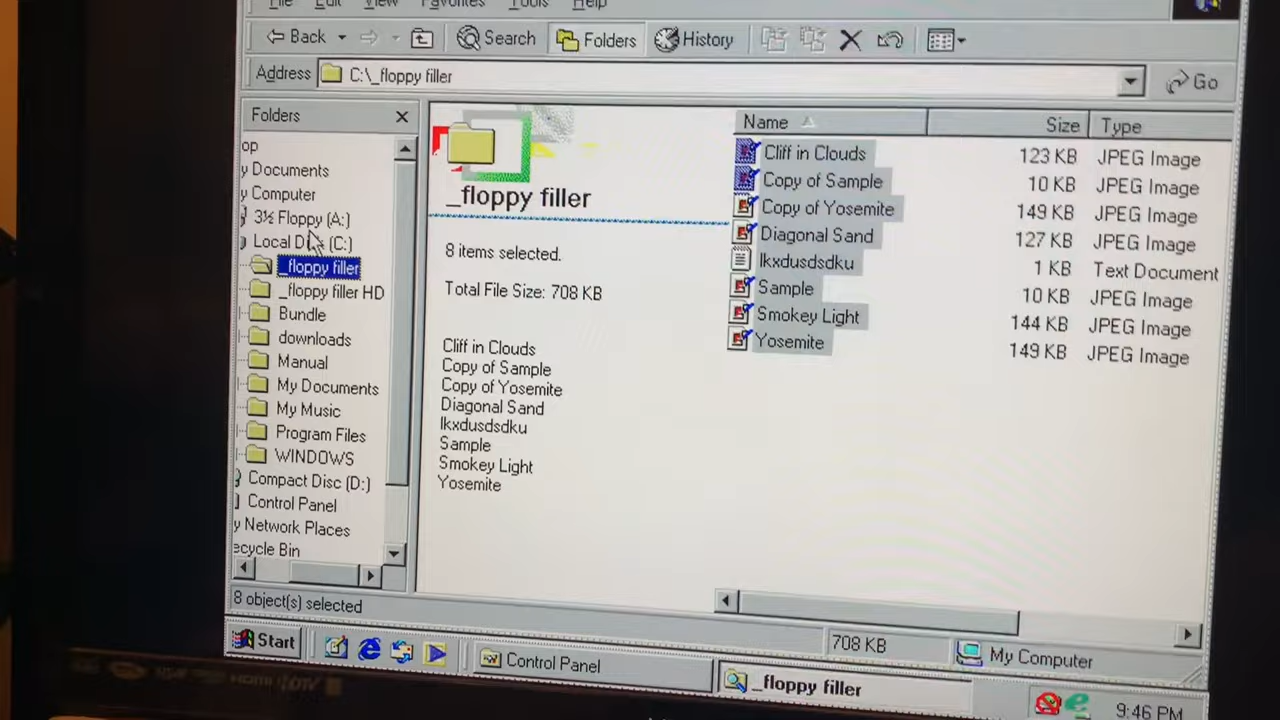 File Edit View Favorites Tools Help
Back Search Folders History
Address C:\_floppy filler Go
Folders
op
y Documents
y Computer
3½ Floppy (A:)
Local Di (C:)
_floppy filler
_floppy filler HD
Bundle
downloads
Manual
My Documents
My Music
Program Files
WINDOWS
Compact Disc (D:)
Control Panel
y Network Places
ecycle Bin
_floppy filler
8 items selected.
Total File Size: 708 KB
Cliff in Clouds
Copy of Sample
Copy of Yosemite
Diagonal Sand
lkxdusdsdku
Sample
Smokey Light
Yosemite
Name Size Type
Cliff in Clouds 123 KB JPEG Image
Copy of Sample 10 KB JPEG Image
Copy of Yosemite 149 KB JPEG Image
Diagonal Sand 127 KB JPEG Image
lkxdusdsdku 1 KB Text Document
Sample 10 KB JPEG Image
Smokey Light 144 KB JPEG Image
Yosemite 149 KB JPEG Image
8 object(s) selected 708 KB My Computer
Start Control Panel _floppy filler 9:46 PM
HDMI DTV